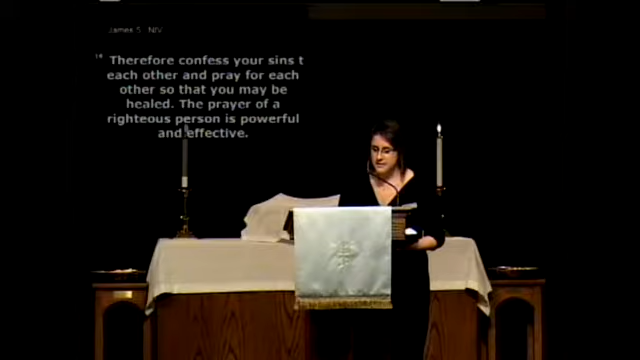 James 5 NIV
16 Therefore confess your sins t
each other and pray for each
other so that you may be
healed. The prayer of a
righteous person is powerful
and effective.